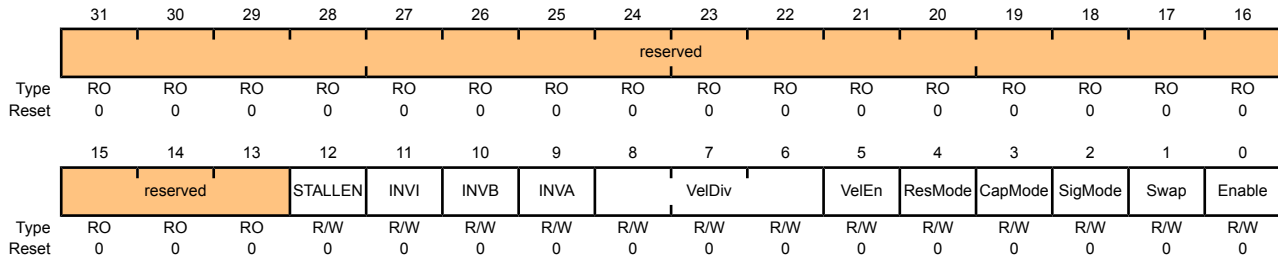 31 30 29 28 27 26 25 24 23 22 21 20 19 18 17 16
reserved
Type RO RO RO RO RO RO RO RO RO RO RO RO RO RO RO RO
Reset 0 0 0 0 0 0 0 0 0 0 0 0 0 0 0 0
15 14 13 12 11 10 9 8 7 6 5 4 3 2 1 0
reserved STALLEN INVI INVB INVA VelDiv VelEn ResMode CapMode SigMode Swap Enable
Type RO RO RO R/W R/W R/W R/W R/W R/W R/W R/W R/W R/W R/W R/W R/W
Reset 0 0 0 0 0 0 0 0 0 0 0 0 0 0 0 0